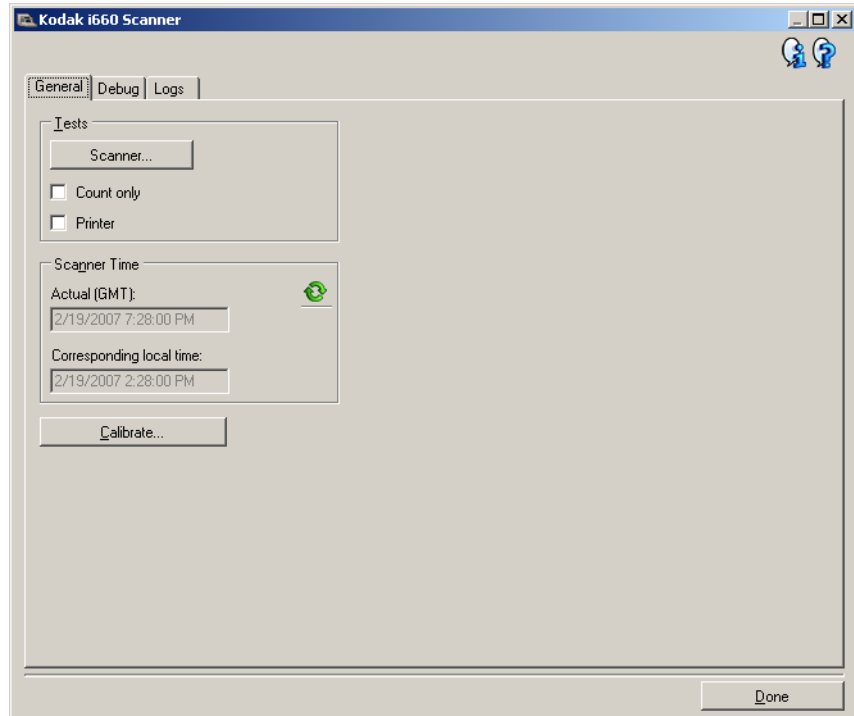 Kodak i660 Scanner
General Debug Logs
Tests
Scanner...
Count only
Printer
Scanner Time
Actual (GMT):
2/19/2007 7:28:00 PM
Corresponding local time:
2/19/2007 2:28:00 PM
Calibrate...
Done